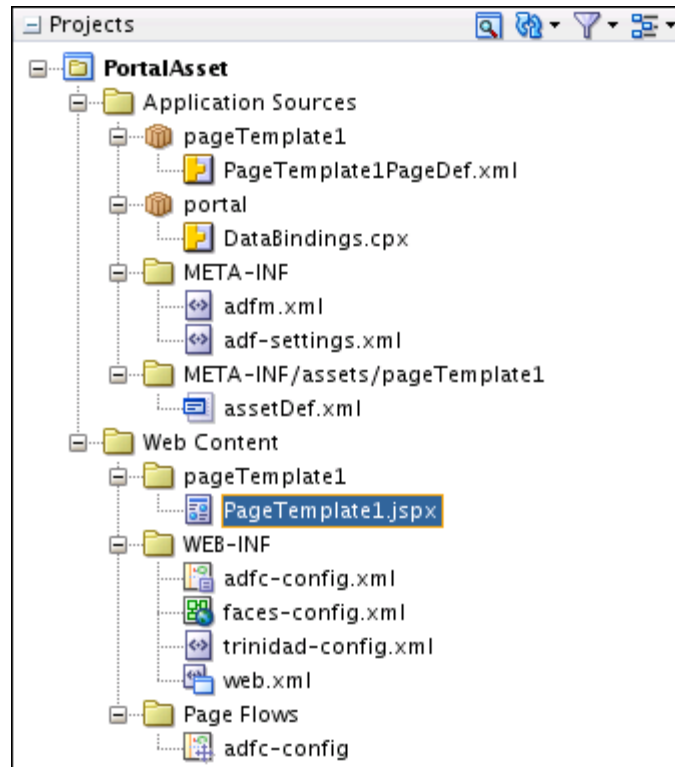 Projects
PortalAsset
Application Sources
pageTemplate1
PageTemplate1PageDef.xml
portal
DataBindings.cpx
META-INF
adfm.xml
adf-settings.xml
META-INF/assets/pageTemplate1
assetDef.xml
Web Content
pageTemplate1
PageTemplate1.jspx
WEB-INF
adfc-config.xml
faces-config.xml
trinidad-config.xml
web.xml
Page Flows
adfc-config